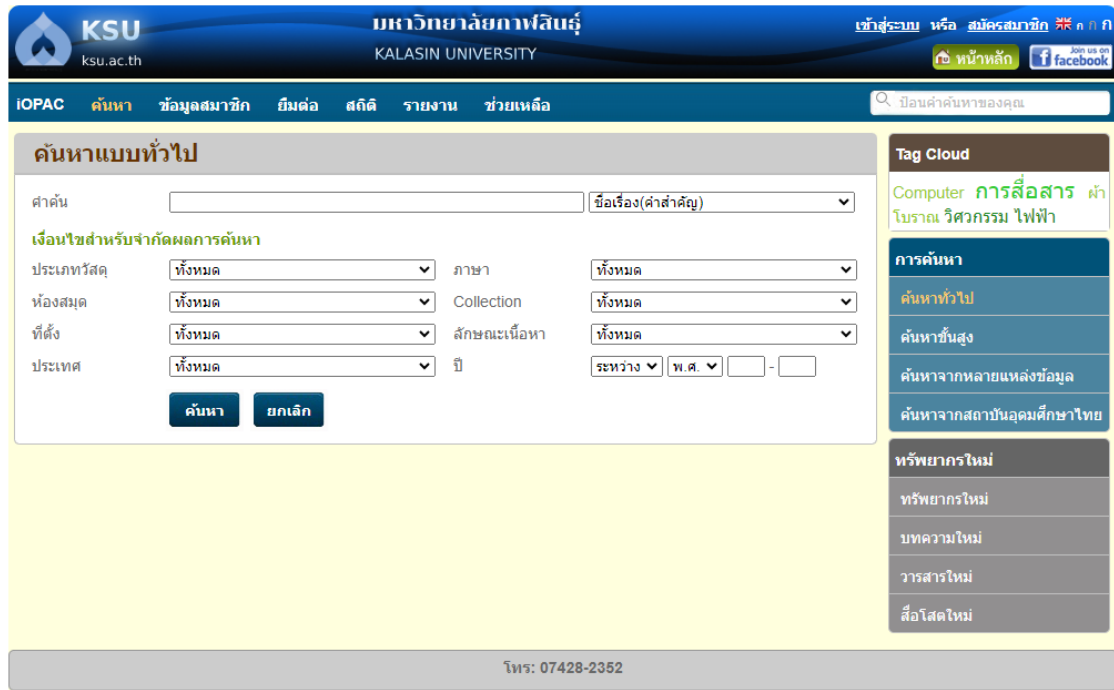 KSU
ksu.ac.th
มหาวิทยาลัยกาฬสินธุ์
KALASIN UNIVERSITY
เข้าสู่ระบบ หรือ สมัครสมาชิก ก ก ก
หน้าหลัก
Join us on
facebook
iOPAC ค้นหา ข้อมูลสมาชิก ยืมต่อ สถิติ รายงาน ช่วยเหลือ
ป้อนคำค้นหาของคุณ
ค้นหาแบบทั่วไป
คำค้น ชื่อเรื่อง(คำสำคัญ)
เงื่อนไขสำหรับจำกัดผลการค้นหา
ประเภทวัสดุ ทั้งหมด ภาษา ทั้งหมด
ห้องสมุด ทั้งหมด Collection ทั้งหมด
ที่ตั้ง ทั้งหมด ลักษณะเนื้อหา ทั้งหมด
ประเทศ ทั้งหมด ปี ระหว่าง พ.ศ. -
ค้นหา ยกเลิก
Tag Cloud
Computer การสื่อสาร ผ้า
โบราณ วิศวกรรม ไฟฟ้า
การค้นหา
ค้นหาทั่วไป
ค้นหาขั้นสูง
ค้นหาจากหลายแหล่งข้อมูล
ค้นหาจากสถาบันอุดมศึกษาไทย
ทรัพยากรใหม่
ทรัพยากรใหม่
บทความใหม่
วารสารใหม่
สื่อโสตใหม่
โทร: 07428-2352